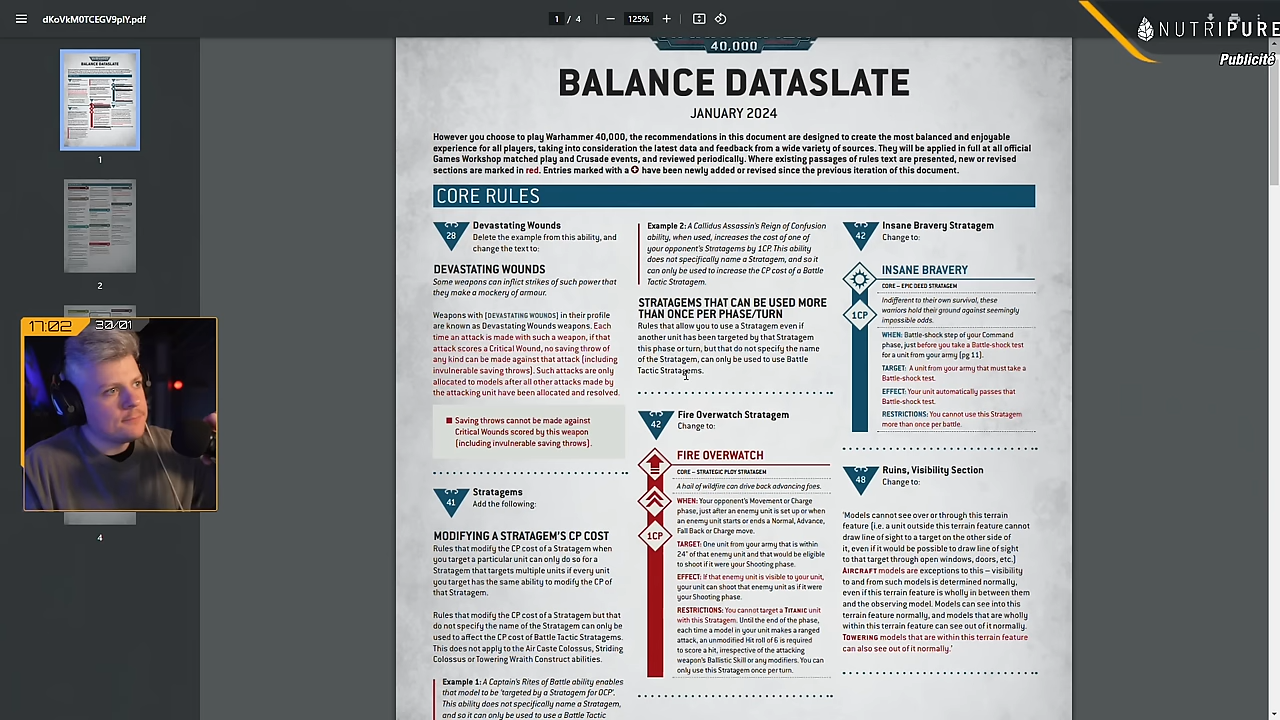 dKoVkM0TCEGV9pIY.pdf
1 / 4
125%
NUTRIPURE
Publicité
40,000
BALANCE DATASLATE
JANUARY 2024
However you choose to play Warhammer 40,000, the recommendations in this document are designed to create the most balanced and enjoyable
experience for all players, taking into consideration the latest data and feedback from a wide variety of sources. They will be applied in full at all official
Games Workshop matched play and Crusade events, and reviewed periodically. Where existing passages of rules text are presented, new or revised
sections are marked in red. Entries marked with a have been newly added or revised since the previous iteration of this document.
CORE RULES
28
Devastating Wounds
Delete the example from this ability, and
change the text to:
DEVASTATING WOUNDS
Some weapons can inflict strikes of such power that
they make a mockery of armour.
Weapons with [DEVASTATING WOUNDS] in their profile
are known as Devastating Wounds weapons. Each
time an attack is made with such a weapon, if that
attack scores a Critical Wound, no saving throw of
any kind can be made against that attack (including
invulnerable saving throws). Such attacks are only
allocated to models after all other attacks made by
the attacking unit have been allocated and resolved.
Saving throws cannot be made against
Critical Wounds scored by this weapon
(including invulnerable saving throws).
41
Stratagems
Add the following:
MODIFYING A STRATAGEM'S CP COST
Rules that modify the CP cost of a Stratagem when
you target a particular unit can only do so for a
Stratagem that targets multiple units if every unit
you target has the same ability to modify the CP of
that Stratagem.
Rules that modify the CP cost of a Stratagem but that
do not specify the name of the Stratagem can only be
used to affect the CP cost of Battle Tactic Stratagems.
This does not apply to the Air Caste Colossus, Striding
Colossus or Towering Wraith Construct abilities.
Example 1: A Captain's Rites of Battle ability enables
that model to be 'targeted by a Stratagem for 0CP'.
This ability does not specifically name a Stratagem,
and so it can only be used to use a Battle Tactic
Example 2: A Callidus Assassin's Reign of Confusion
ability, when used, increases the cost of one of
your opponent's Stratagems by 1CP. This ability
does not specifically name a Stratagem, and so it
can only be used to increase the CP cost of a Battle
Tactic Stratagem.
STRATAGEMS THAT CAN BE USED MORE
THAN ONCE PER PHASE/TURN
Rules that allow you to use a Stratagem even if
another unit has been targeted by that Stratagem
this phase or turn, but that do not specify the name
of the Stratagem, can only be used to use Battle
Tactic Stratagems.
42
Fire Overwatch Stratagem
Change to:
FIRE OVERWATCH
CORE – STRATEGIC PLOY STRATAGEM
A hail of wildfire can drive back advancing foes.
1CP
WHEN: Your opponent's Movement or Charge
phase, just after an enemy unit is set up or when
an enemy unit starts or ends a Normal, Advance,
Fall Back or Charge move.
TARGET: One unit from your army that is within
24" of that enemy unit and that would be eligible
to shoot if it were your Shooting phase.
EFFECT: If that enemy unit is visible to your unit,
your unit can shoot that enemy unit as if it were
your Shooting phase.
RESTRICTIONS: You cannot target a TITANIC unit
with this Stratagem. Until the end of the phase,
each time a model in your unit makes a ranged
attack, an unmodified Hit roll of 6 is required
to score a hit, irrespective of the attacking
weapon's Ballistic Skill or any modifiers. You can
only use this Stratagem once per turn.
42
Insane Bravery Stratagem
Change to:
INSANE BRAVERY
CORE – EPIC DEED STRATAGEM
Indifferent to their own survival, these
warriors hold their ground against seemingly
impossible odds.
1CP
WHEN: Battle-shock step of your Command
phase, just before you take a Battle-shock test
for a unit from your army (pg 11).
TARGET: A unit from your army that must take a
Battle-shock test.
EFFECT: Your unit automatically passes that
Battle-shock test.
RESTRICTIONS: You cannot use this Stratagem
more than once per battle.
48
Ruins, Visibility Section
Change to:
'Models cannot see over or through this terrain
feature (i.e. a unit outside this terrain feature cannot
draw line of sight to a target on the other side of
it, even if it would be possible to draw line of sight
to that target through open windows, doors, etc.)
AIRCRAFT models are exceptions to this – visibility
to and from such models is determined normally,
even if this terrain feature is wholly in between them
and the observing model. Models can see into this
terrain feature normally, and models that are wholly
within this terrain feature can see out of it normally.
TOWERING models that are within this terrain feature
can also see out of it normally.'
1
2
4
17:02
30/01